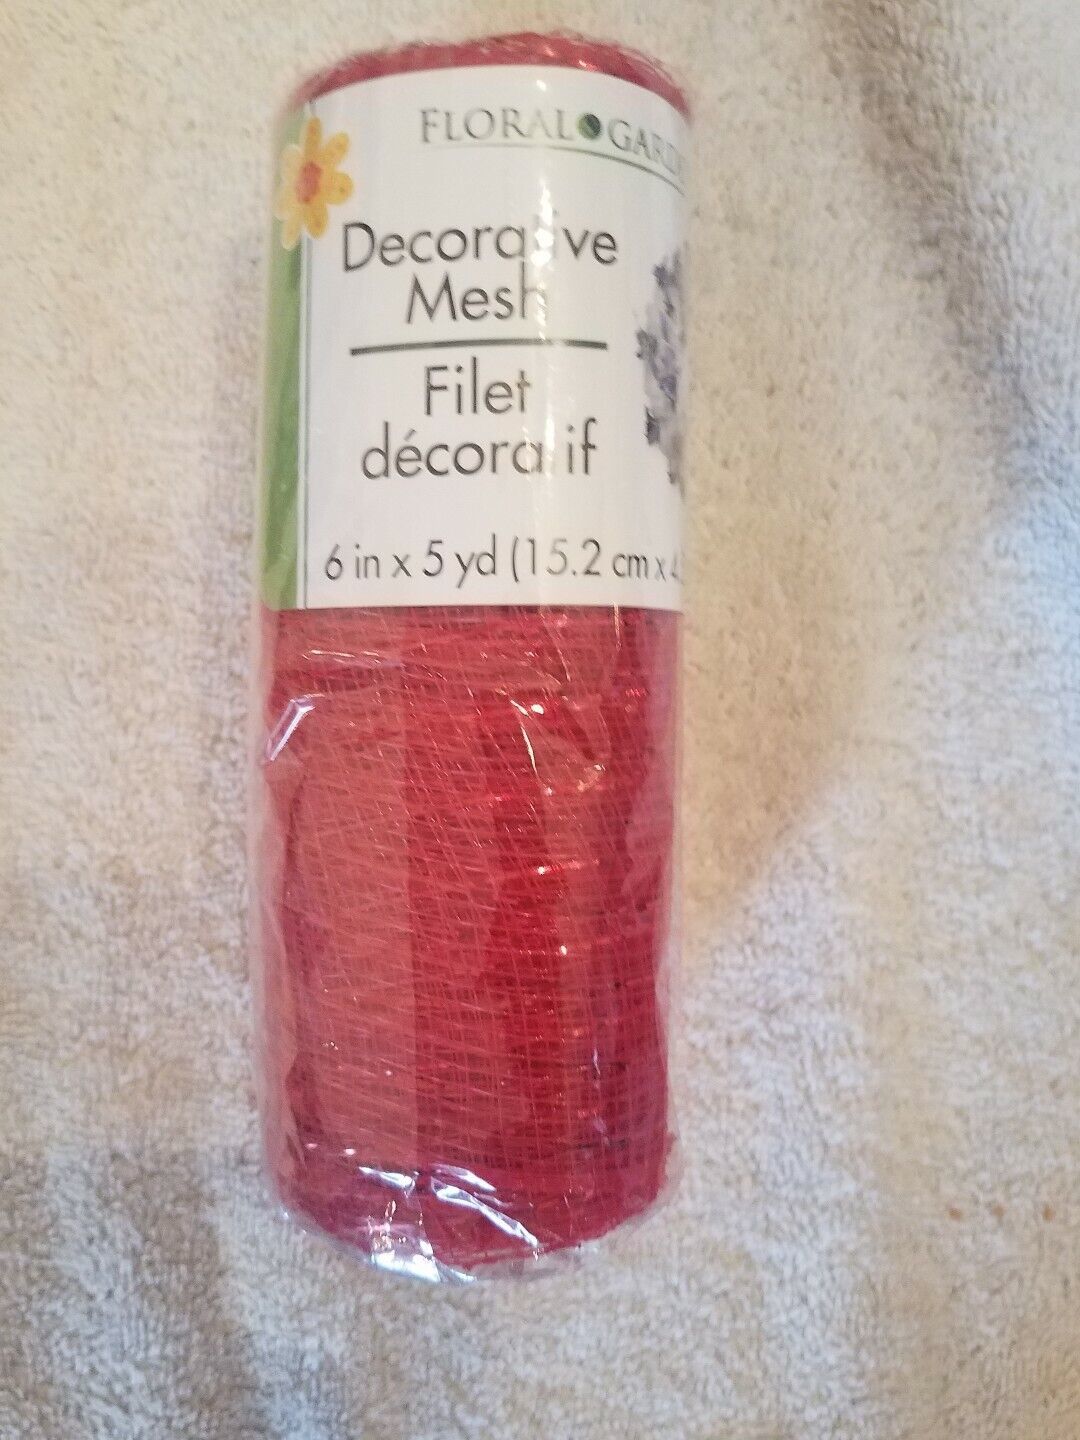 FLORAL GARD
Decorative
Mesh
Filet
décoratif
6 in x 5 yd (15.2 cm x 4